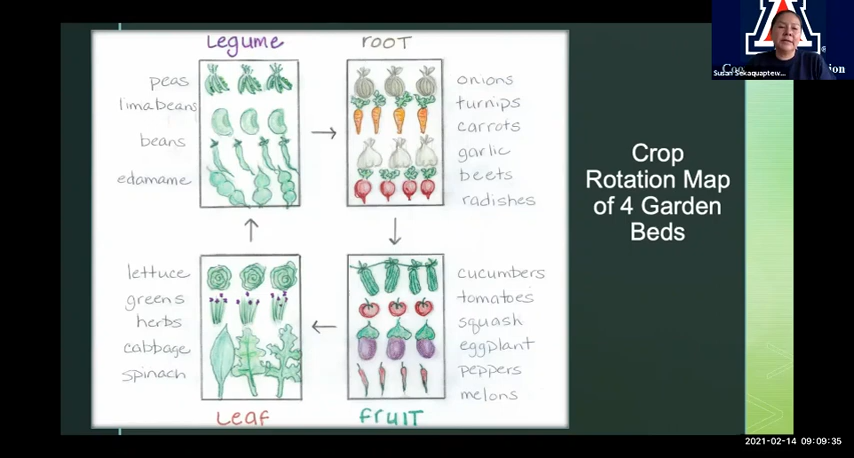 Legume
peas
limabeans
beans
edamame
root
onions
turnips
carrots
garlic
beets
radishes
lettuce
greens
herbs
cabbage
spinach
Leaf
cucumbers
tomatoes
squash
eggplant
peppers
melons
fruit
Crop
Rotation Map
of 4 Garden
Beds
A
Susan Sekaquaptew...
2021-02-14 09:09:35